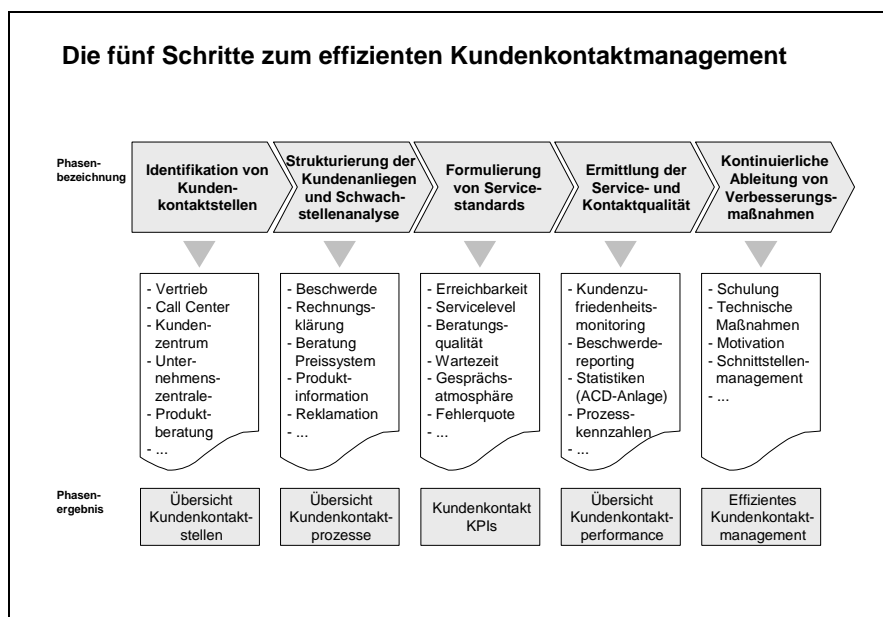 Die fünf Schritte zum effizienten Kundenkontaktmanagement
Phasen-
bezeichnung
Identifikation von
Kunden-
kontaktstellen
Strukturierung der
Kundenanliegen
und Schwach-
stellenanalyse
Formulierung
von Service-
standards
Ermittlung der
Service- und
Kontaktqualität
Kontinuierliche
Ableitung von
Verbesserungs-
maßnahmen
- Vertrieb
- Call Center
- Kunden-
zentrum
- Unter-
nehmens-
zentrale-
- Produkt-
beratung
- ...
- Beschwerde
- Rechnungs-
klärung
- Beratung
Preissystem
- Produkt-
information
- Reklamation
- ...
- Erreichbarkeit
- Servicelevel
- Beratungs-
qualität
- Wartezeit
- Gesprächs-
atmosphäre
- Fehlerquote
- ...
- Kundenzu-
friedenheits-
monitoring
- Beschwerde-
reporting
- Statistiken
(ACD-Anlage)
- Prozess-
kennzahlen
- ...
- Schulung
- Technische
Maßnahmen
- Motivation
- Schnittstellen-
management
- ...
Phasen-
ergebnis
Übersicht
Kundenkontakt-
stellen
Übersicht
Kundenkontakt-
prozesse
Kundenkontakt
KPIs
Übersicht
Kundenkontakt-
performance
Effizientes
Kundenkontakt-
management